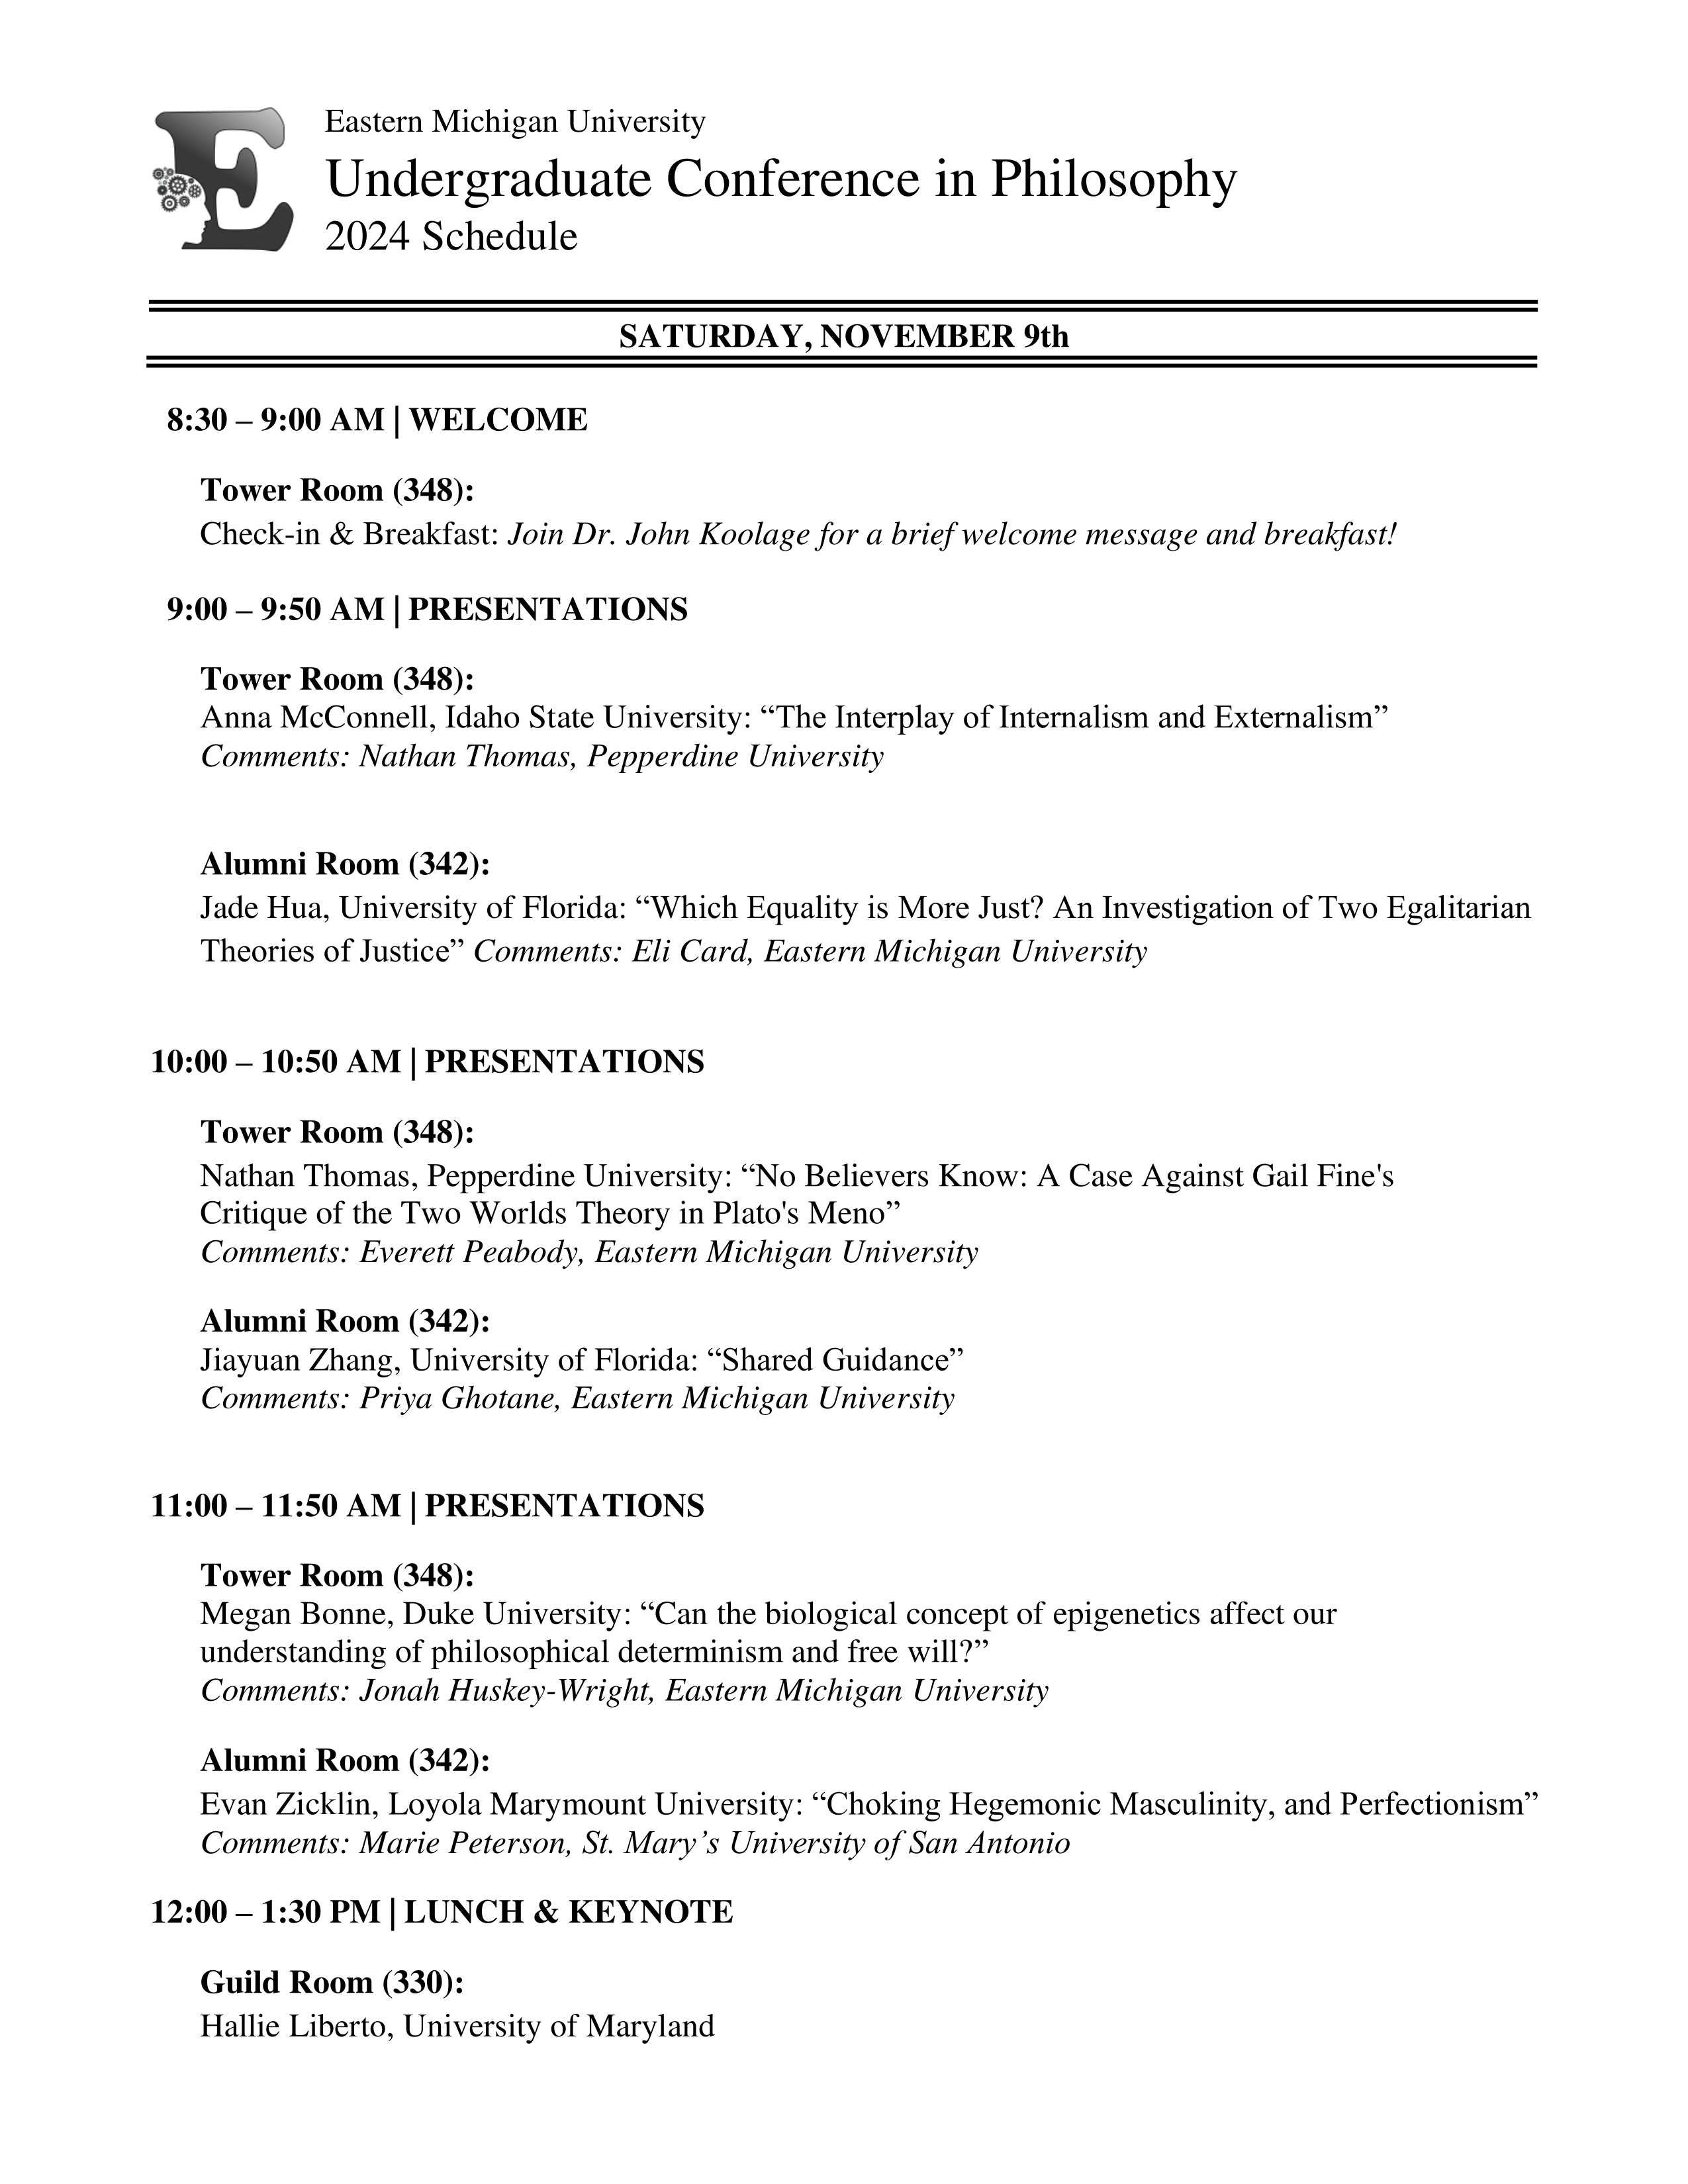 Eastern Michigan University
Undergraduate Conference in Philosophy
2024 Schedule
SATURDAY, NOVEMBER 9th
8:30 – 9:00 AM | WELCOME
Tower Room (348):
Check-in & Breakfast: Join Dr. John Koolage for a brief welcome message and breakfast!
9:00 – 9:50 AM | PRESENTATIONS
Tower Room (348):
Anna McConnell, Idaho State University: “The Interplay of Internalism and Externalism”
Comments: Nathan Thomas, Pepperdine University
Alumni Room (342):
Jade Hua, University of Florida: “Which Equality is More Just? An Investigation of Two Egalitarian
Theories of Justice” Comments: Eli Card, Eastern Michigan University
10:00 – 10:50 AM | PRESENTATIONS
Tower Room (348):
Nathan Thomas, Pepperdine University: “No Believers Know: A Case Against Gail Fine's
Critique of the Two Worlds Theory in Plato's Meno”
Comments: Everett Peabody, Eastern Michigan University
Alumni Room (342):
Jiayuan Zhang, University of Florida: “Shared Guidance”
Comments: Priya Ghotane, Eastern Michigan University
11:00 – 11:50 AM | PRESENTATIONS
Tower Room (348):
Megan Bonne, Duke University: “Can the biological concept of epigenetics affect our
understanding of philosophical determinism and free will?”
Comments: Jonah Huskey-Wright, Eastern Michigan University
Alumni Room (342):
Evan Zicklin, Loyola Marymount University: “Choking Hegemonic Masculinity, and Perfectionism”
Comments: Marie Peterson, St. Mary’s University of San Antonio
12:00 – 1:30 PM | LUNCH & KEYNOTE
Guild Room (330):
Hallie Liberto, University of Maryland